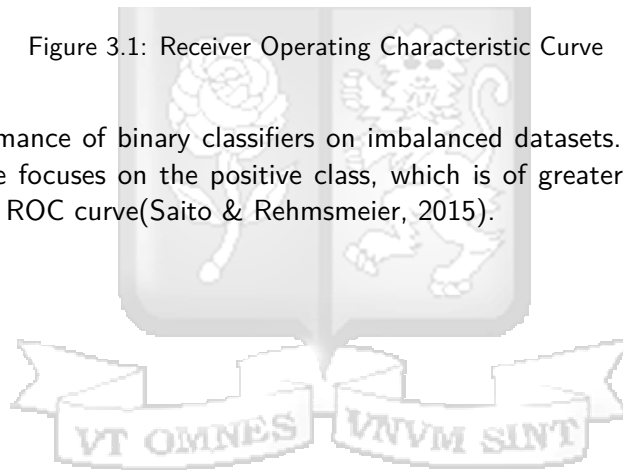 Figure 3.1: Receiver Operating Characteristic Curve
mance of binary classifiers on imbalanced datasets.
e focuses on the positive class, which is of greater
ROC curve(Saito & Rehmsmeier, 2015).
VT OMNES VNVM SINT